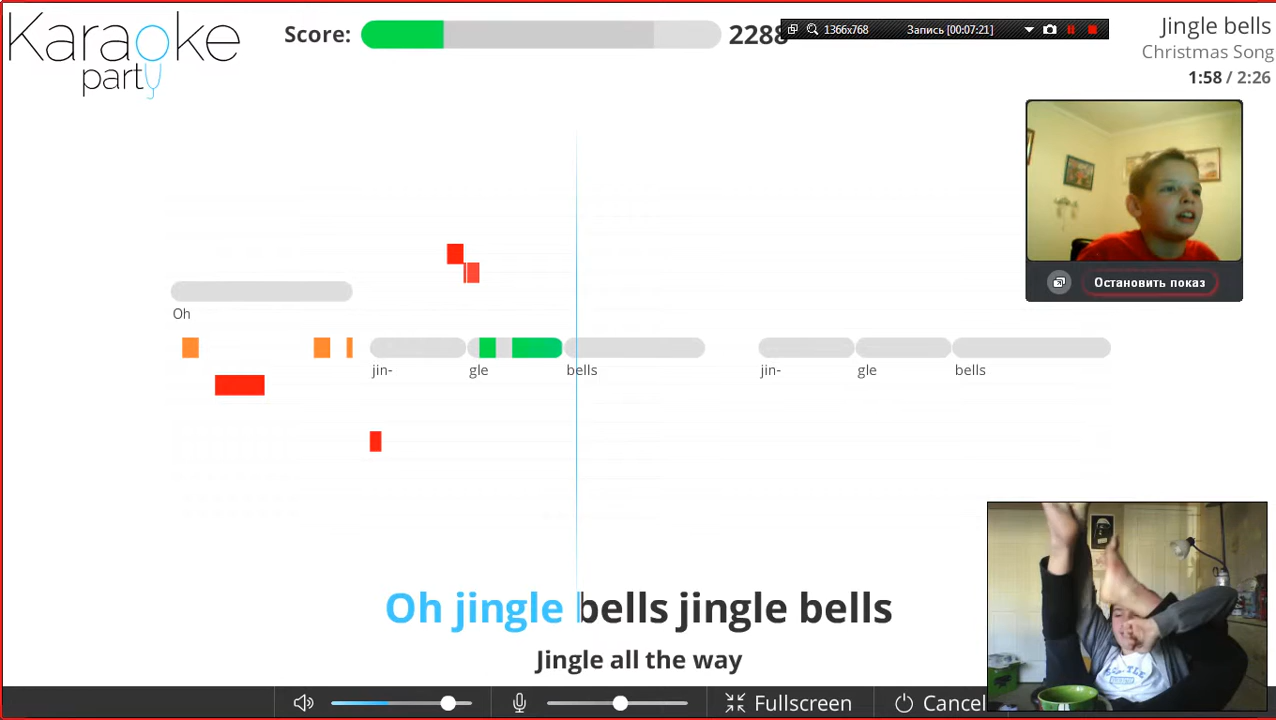 Karaoke
party
Score:
2288
1366x768
Запись [00:07:21]
Jingle bells
Christmas Song
1:58 / 2:26
Остановить показ
Oh
jin-
gle
bells
jin-
gle
bells
Oh jingle bells jingle bells
Jingle all the way
Fullscreen
Cancel